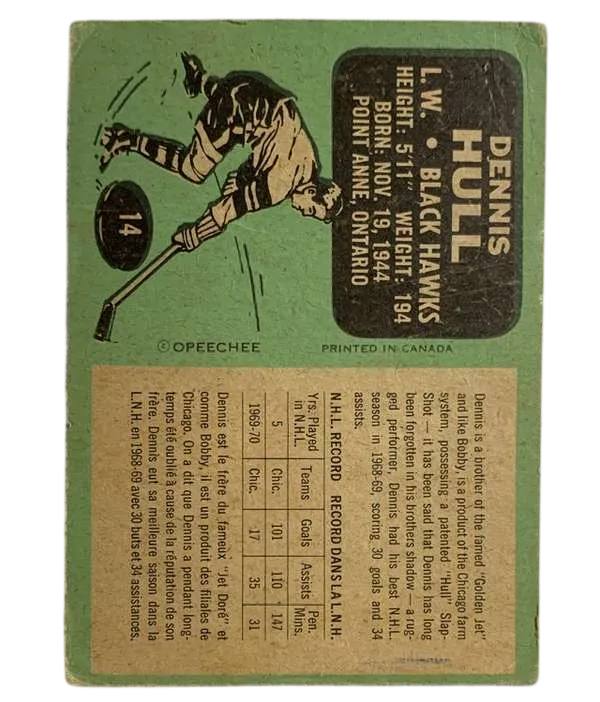 DENNIS
HULL
L.W. • BLACK HAWKS
HEIGHT: 5'11" WEIGHT: 194
BORN: NOV. 19, 1944
POINT ANNE, ONTARIO
14
© OPEECHEE
PRINTED IN CANADA
Dennis is a brother of the famed "Golden Jet"
and like Bobby, is a product of the Chicago farm
system, possessing a patented "Hull" Slap-
Shot — it has been said that Dennis has long
been forgotten in his brothers shadow — a rug-
ged performer, Dennis had his best N.H.L.
season in 1968-69, scoring 30 goals and 34
assists.
N.H.L. RECORD RECORD DANS LA L.N.H.
Yrs. Played in N.H.L. Teams Goals Assists Pen. Mins.
5 Chic. 101 110 147
1969-70 Chic. 17 35 31
Dennis est le frère du fameux "Jet Doré" et
comme Bobby, il est un produit des filiales de
Chicago. On a dit que Dennis a pendant long-
temps été oublié à cause de la réputation de son
frère. Dennis eut sa meilleure saison dans la
L.N.H. en 1968-69 avec 30 buts et 34 assistances.